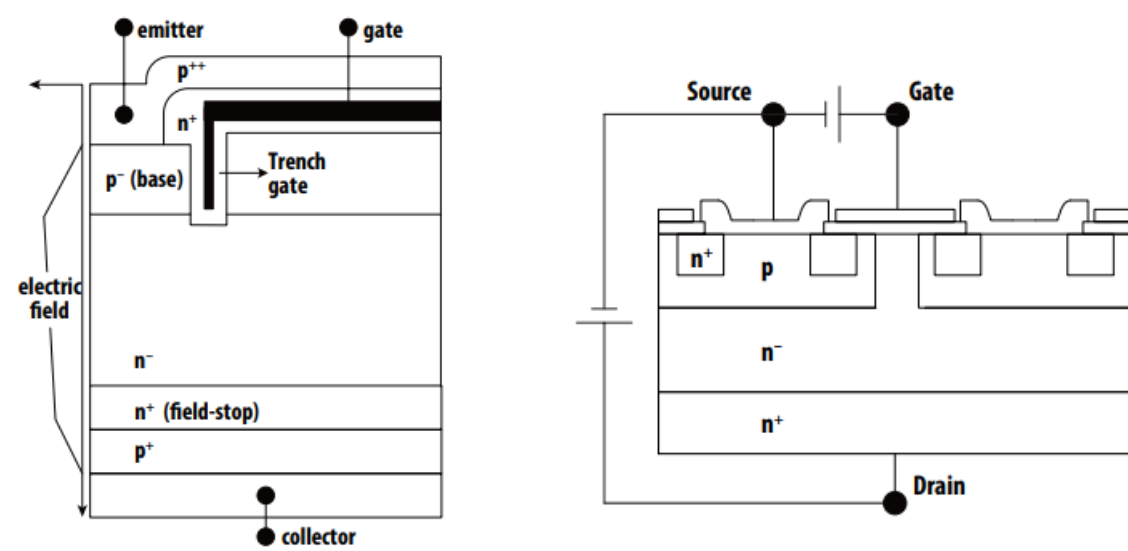 emitter
gate
p++
n+
p− (base)
Trench
gate
electric
field
n−
n+ (field-stop)
p+
collector
Source
Gate
n+
p
n−
n+
Drain